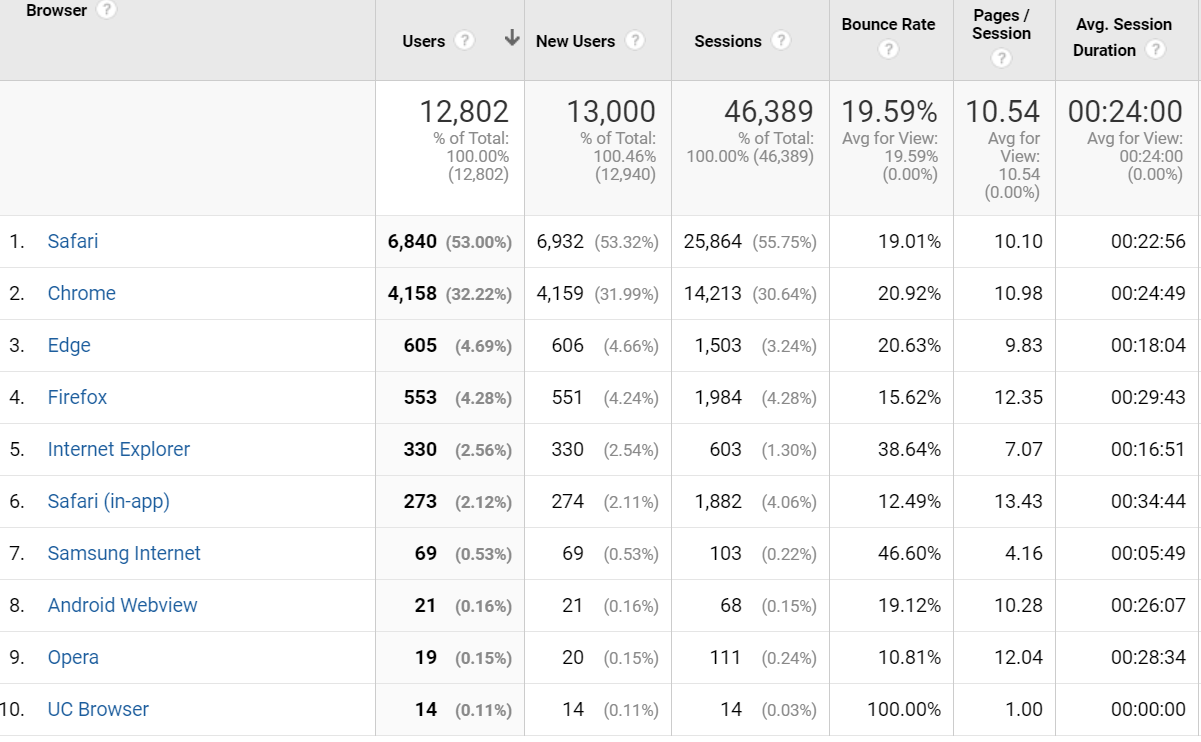 Browser ?
Users ?
New Users ?
Sessions ?
Bounce Rate
?
Pages /
Session
?
Avg. Session
Duration ?
12,802
% of Total:
100.00%
(12,802)
13,000
% of Total:
100.46%
(12,940)
46,389
% of Total:
100.00% (46,389)
19.59%
Avg for View:
19.59%
(0.00%)
10.54
Avg for
View:
10.54
(0.00%)
00:24:00
Avg for View:
00:24:00
(0.00%)
1. Safari 6,840 (53.00%) 6,932 (53.32%) 25,864 (55.75%) 19.01% 10.10 00:22:56
2. Chrome 4,158 (32.22%) 4,159 (31.99%) 14,213 (30.64%) 20.92% 10.98 00:24:49
3. Edge 605 (4.69%) 606 (4.66%) 1,503 (3.24%) 20.63% 9.83 00:18:04
4. Firefox 553 (4.28%) 551 (4.24%) 1,984 (4.28%) 15.62% 12.35 00:29:43
5. Internet Explorer 330 (2.56%) 330 (2.54%) 603 (1.30%) 38.64% 7.07 00:16:51
6. Safari (in-app) 273 (2.12%) 274 (2.11%) 1,882 (4.06%) 12.49% 13.43 00:34:44
7. Samsung Internet 69 (0.53%) 69 (0.53%) 103 (0.22%) 46.60% 4.16 00:05:49
8. Android Webview 21 (0.16%) 21 (0.16%) 68 (0.15%) 19.12% 10.28 00:26:07
9. Opera 19 (0.15%) 20 (0.15%) 111 (0.24%) 10.81% 12.04 00:28:34
10. UC Browser 14 (0.11%) 14 (0.11%) 14 (0.03%) 100.00% 1.00 00:00:00